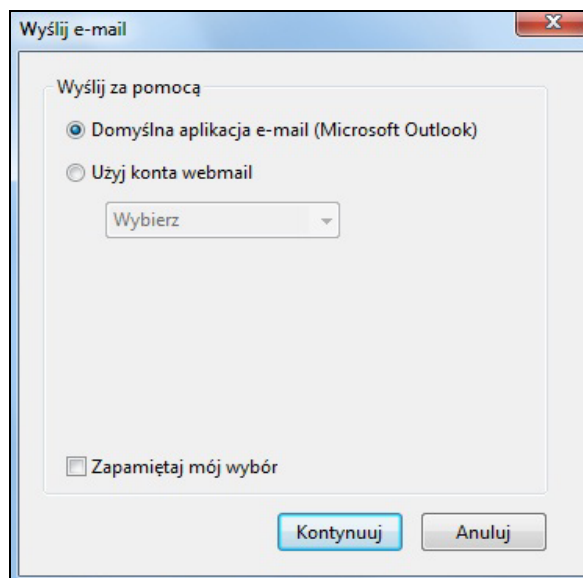 Wyślij e-mail
Wyślij za pomocą
Domyślna aplikacja e-mail (Microsoft Outlook)
Użyj konta webmail
Wybierz
Zapamiętaj mój wybór
Kontynuuj Anuluj